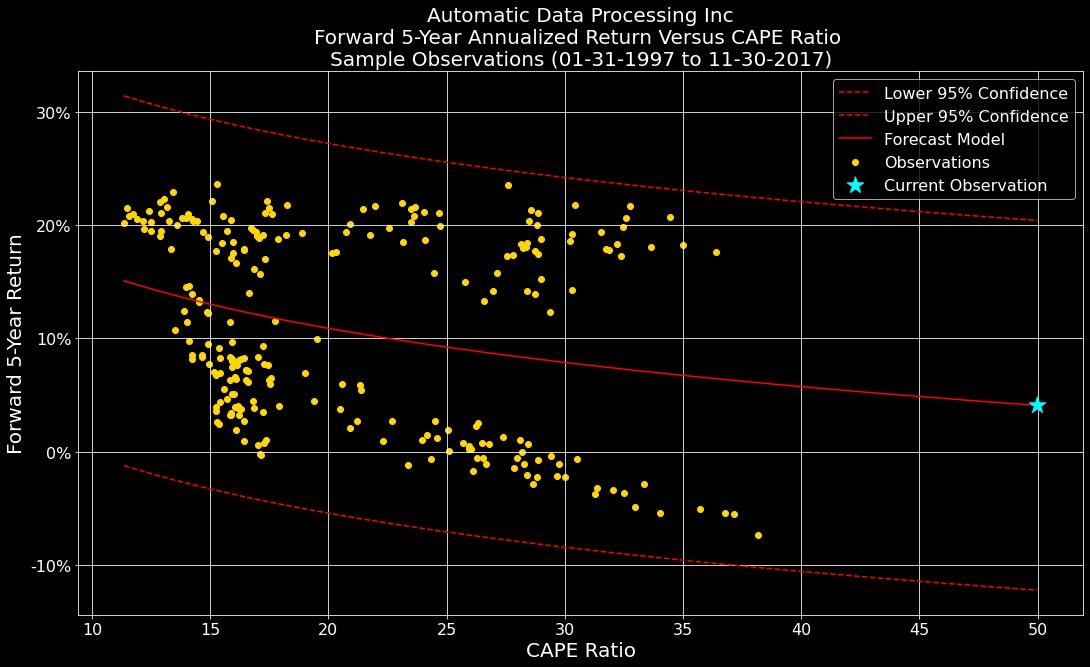 Automatic Data Processing Inc
Forward 5-Year Annualized Return Versus CAPE Ratio
Sample Observations (01-31-1997 to 11-30-2017)
Lower 95% Confidence
Upper 95% Confidence
Forecast Model
Observations
Current Observation
Forward 5-Year Return
30%
20%
10%
0%
-10%
10 15 20 25 30 35 40 45 50
CAPE Ratio